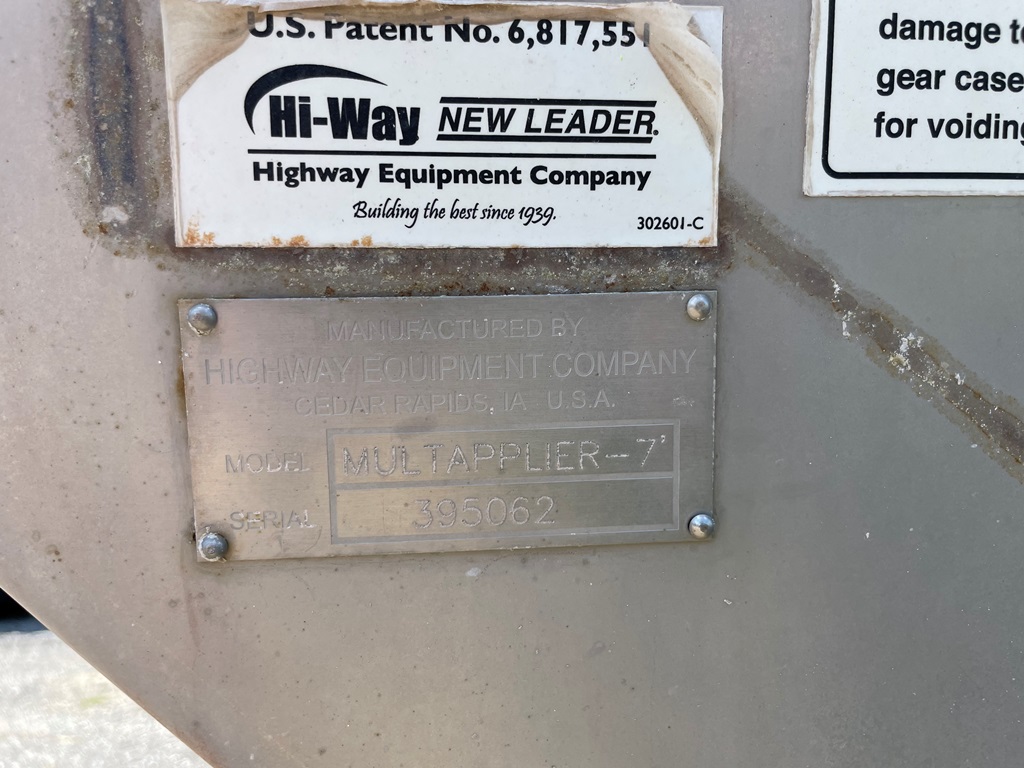 U.S. Patent No. 6,817,551
Hi-Way NEW LEADER.
Highway Equipment Company
Building the best since 1939.
302601-C
damage
gear case
for voiding
MANUFACTURED BY
HIGHWAY EQUIPMENT COMPANY
CEDAR RAPIDS, IA U.S.A.
MODEL MULTAPPLIER-7'
SERIAL 395062